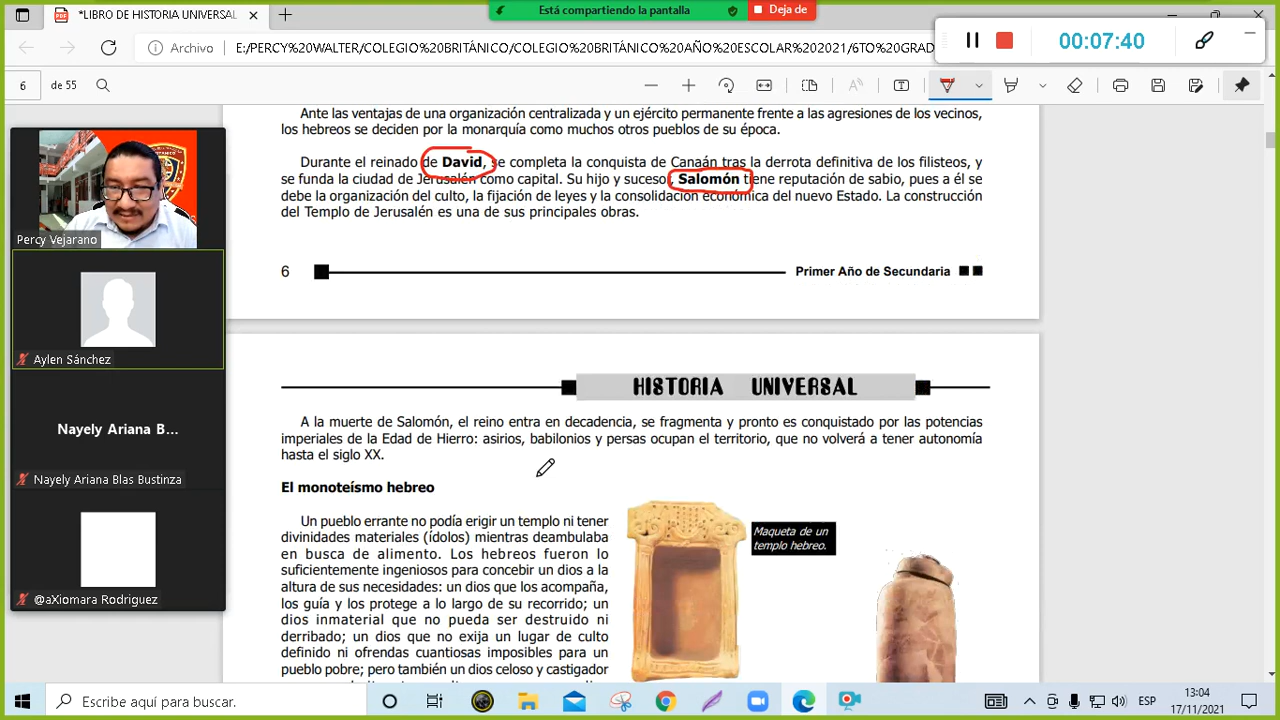 *LIBRO DE HISTORIA UNIVERSAL
Está compartiendo la pantalla
Deja de
Archivo
E:/PERCY%20WALTER/COLEGIO%20BRITÁNICO/COLEGIO%20BRITÁNICO%20AÑO%20ESCOLAR%202021/6TO%20GRAD
00:07:40
6
de 55
Ante las ventajas de una organización centralizada y un ejército permanente frente a las agresiones de los vecinos,
los hebreos se deciden por la monarquía como muchos otros pueblos de su época.
Durante el reinado de David, se completa la conquista de Canaán tras la derrota definitiva de los filisteos, y
se funda la ciudad de Jerusalén como capital. Su hijo y suceso, Salomón tiene reputación de sabio, pues a él se
debe la organización del culto, la fijación de leyes y la consolidación económica del nuevo Estado. La construcción
del Templo de Jerusalén es una de sus principales obras.
6
Primer Año de Secundaria
HISTORIA UNIVERSAL
A la muerte de Salomón, el reino entra en decadencia, se fragmenta y pronto es conquistado por las potencias
imperiales de la Edad de Hierro: asirios, babilonios y persas ocupan el territorio, que no volverá a tener autonomía
hasta el siglo XX.
El monoteísmo hebreo
Un pueblo errante no podía erigir un templo ni tener
divinidades materiales (ídolos) mientras deambulaba
en busca de alimento. Los hebreos fueron lo
suficientemente ingeniosos para concebir un dios a la
altura de sus necesidades: un dios que los acompaña,
los guía y los protege a lo largo de su recorrido; un
dios inmaterial que no pueda ser destruido ni
derribado; un dios que no exija un lugar de culto
definido ni ofrendas cuantiosas imposibles para un
pueblo pobre; pero también un dios celoso y castigador
Maqueta de un
templo hebreo.
Percy Vejarano
Aylen Sánchez
Nayely Ariana B...
Nayely Ariana Blas Bustinza
@aXiomara Rodriguez
Escribe aquí para buscar.
ESP
13:04
17/11/2021